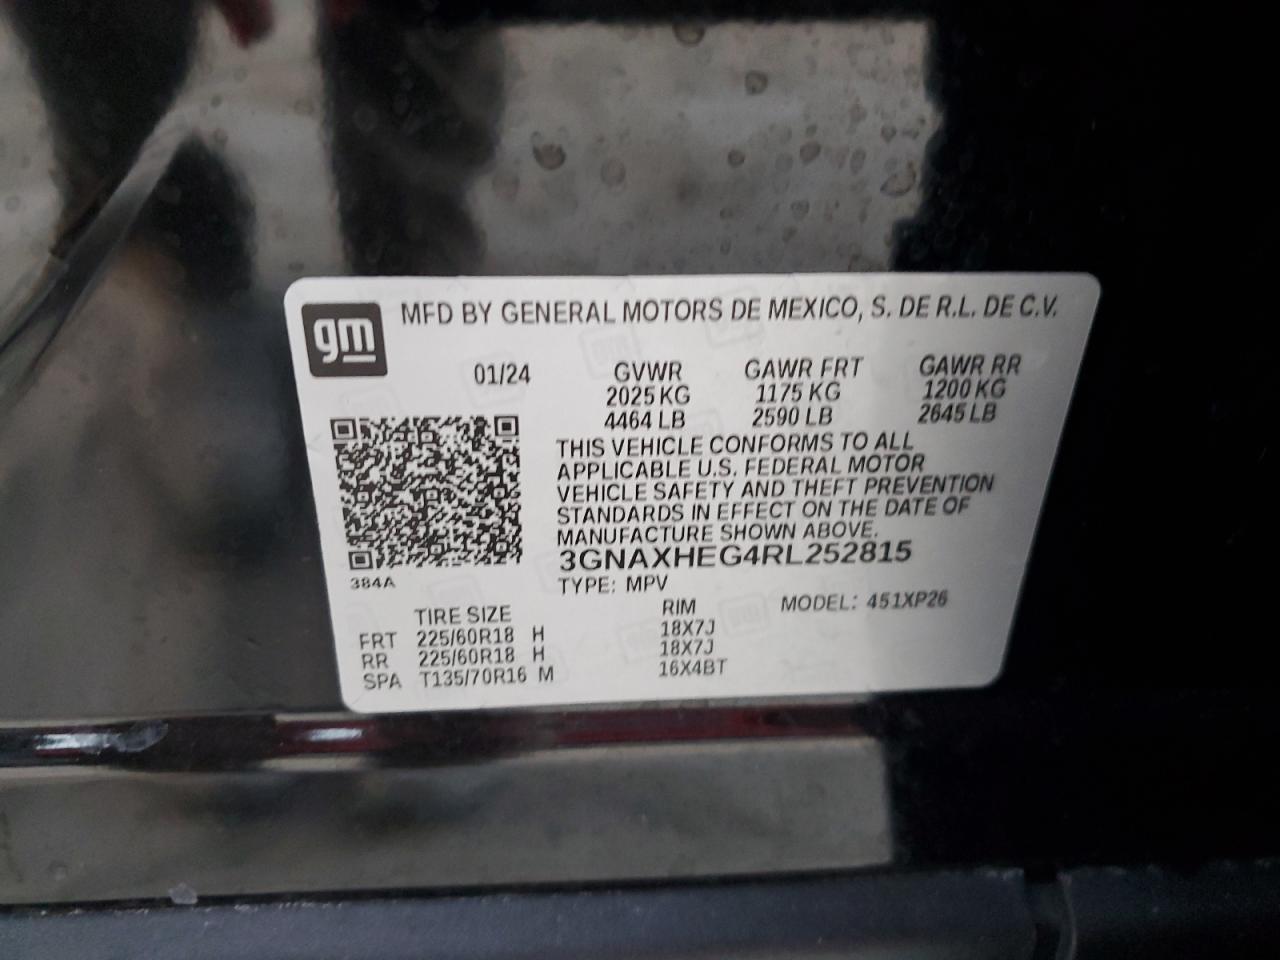 gm
MFD BY GENERAL MOTORS DE MEXICO, S. DE R.L. DE C.V.
01/24 GVWR GAWR FRT GAWR RR
2025 KG 1175 KG 1200 KG
4464 LB 2590 LB 2645 LB
THIS VEHICLE CONFORMS TO ALL
APPLICABLE U.S. FEDERAL MOTOR
VEHICLE SAFETY AND THEFT PREVENTION
STANDARDS IN EFFECT ON THE DATE OF
MANUFACTURE SHOWN ABOVE.
3GNAXHEG4RL252815
384A
TYPE: MPV
TIRE SIZE RIM MODEL: 451XP26
FRT 225/60R18 H 18X7J
RR 225/60R18 H 18X7J
SPA T135/70R16 M 16X4BT